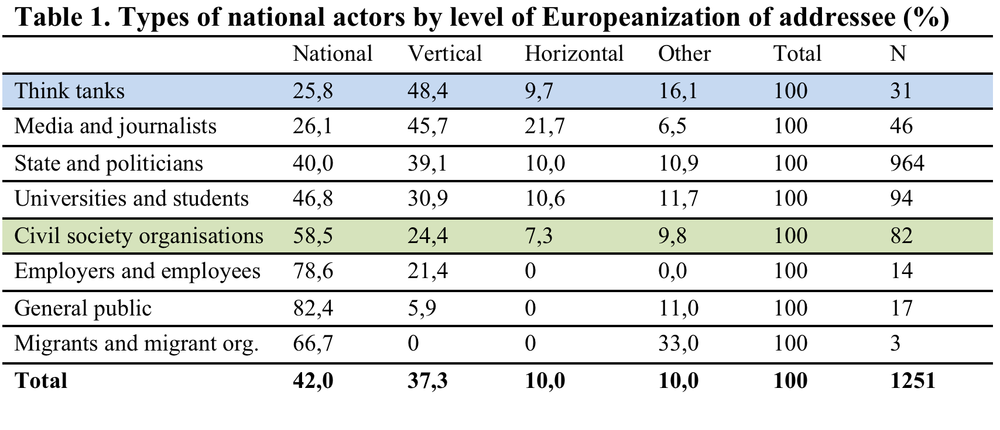 Table 1. Types of national actors by level of Europeanization of addressee (%)
National Vertical Horizontal Other Total N
Think tanks 25,8 48,4 9,7 16,1 100 31
Media and journalists 26,1 45,7 21,7 6,5 100 46
State and politicians 40,0 39,1 10,0 10,9 100 964
Universities and students 46,8 30,9 10,6 11,7 100 94
Civil society organisations 58,5 24,4 7,3 9,8 100 82
Employers and employees 78,6 21,4 0 0,0 100 14
General public 82,4 5,9 0 11,0 100 17
Migrants and migrant org. 66,7 0 0 33,0 100 3
Total 42,0 37,3 10,0 10,0 100 1251